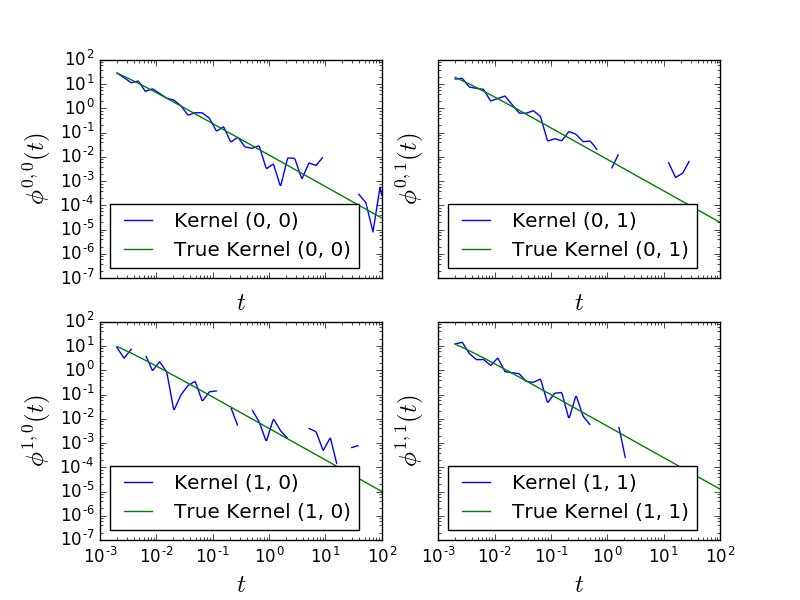 10^2
10^1
10^0
10^-1
10^-2
10^-3
10^-4
10^-5
10^-6
10^-7
ϕ^{0,0}(t)
Kernel (0, 0)
True Kernel (0, 0)
t
ϕ^{0,1}(t)
Kernel (0, 1)
True Kernel (0, 1)
t
10^2
10^1
10^0
10^-1
10^-2
10^-3
10^-4
10^-5
10^-6
10^-7
ϕ^{1,0}(t)
Kernel (1, 0)
True Kernel (1, 0)
10^-3 10^-2 10^-1 10^0 10^1 10^2
t
ϕ^{1,1}(t)
Kernel (1, 1)
True Kernel (1, 1)
10^-3 10^-2 10^-1 10^0 10^1 10^2
t